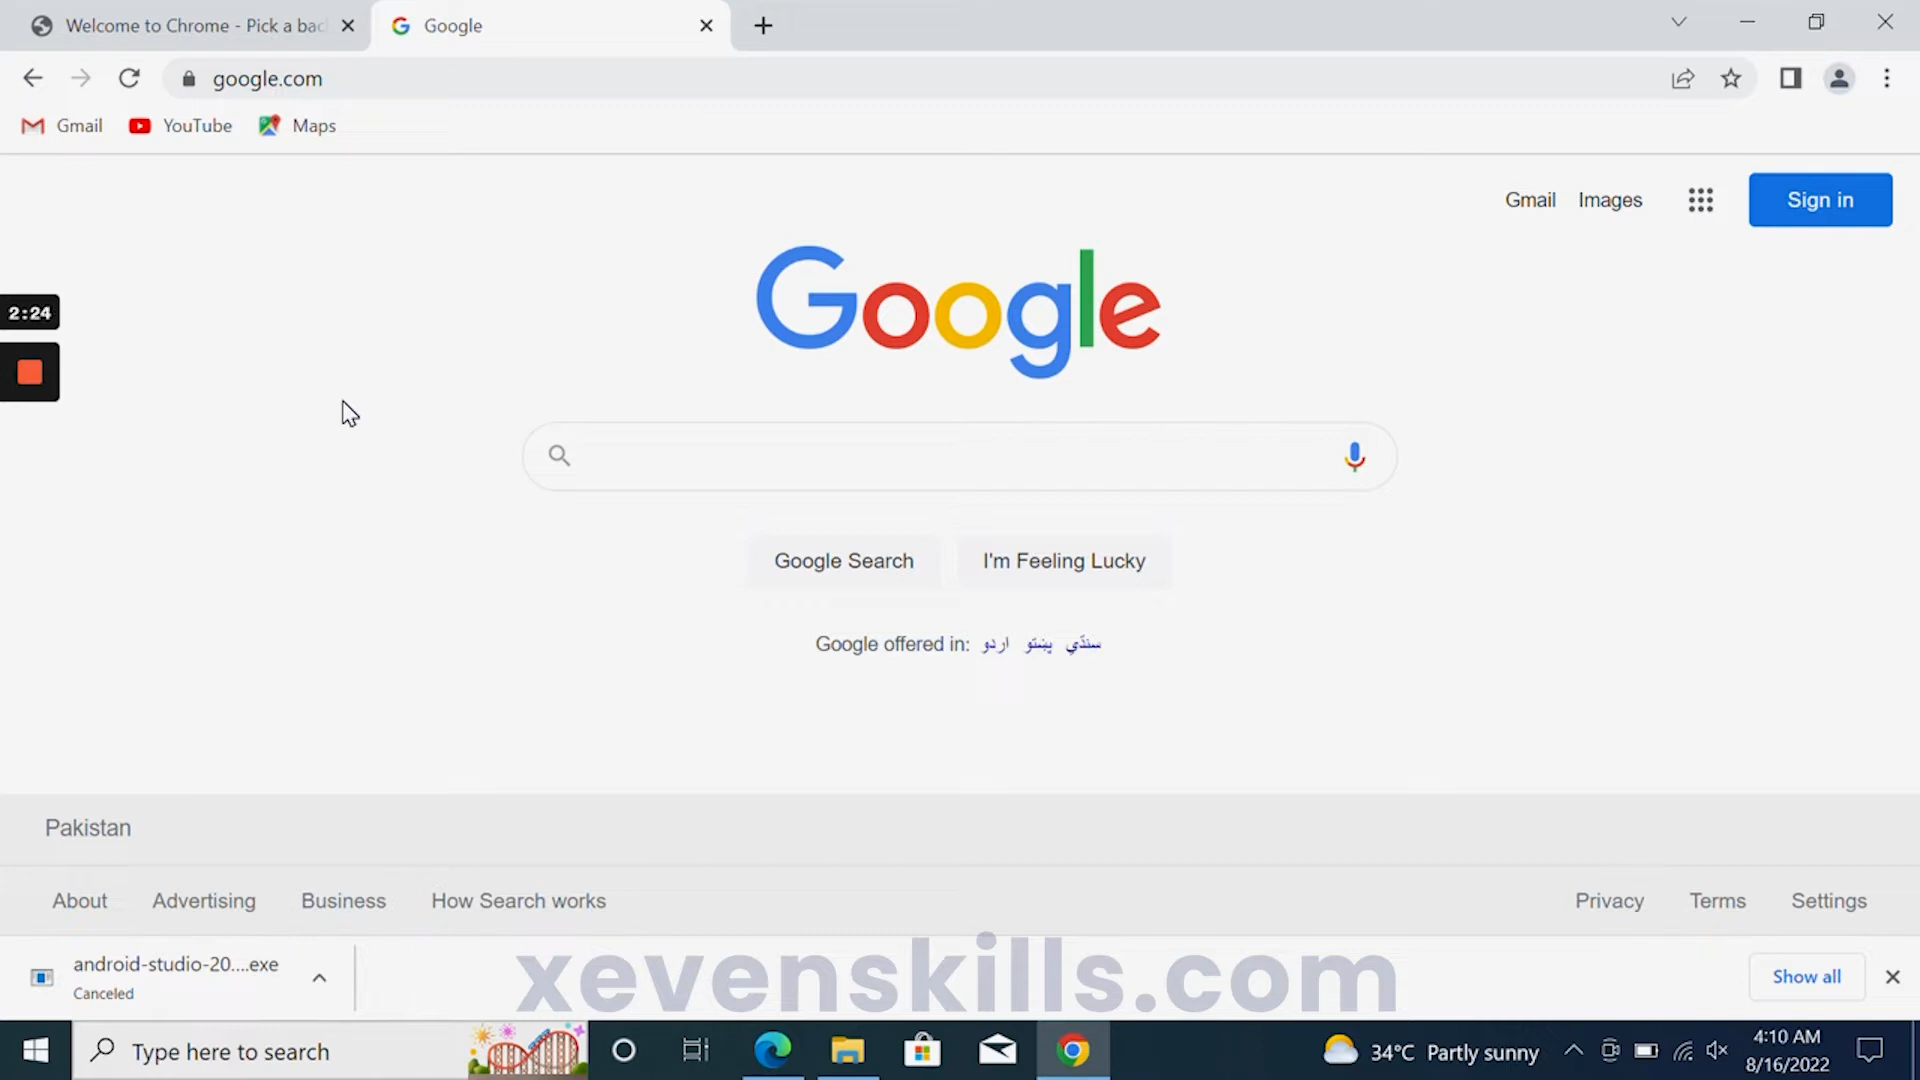 Welcome to Chrome - Pick a bac
Google
google.com
Gmail YouTube Maps
Gmail Images Sign in
Google
2:24
Google Search I'm Feeling Lucky
Google offered in: اردو پښتو سنڌي
Pakistan
About Advertising Business How Search works Privacy Terms Settings
android-studio-20....exe
Canceled
Show all
xevenskills.com
Type here to search
34°C Partly sunny
4:10 AM
8/16/2022